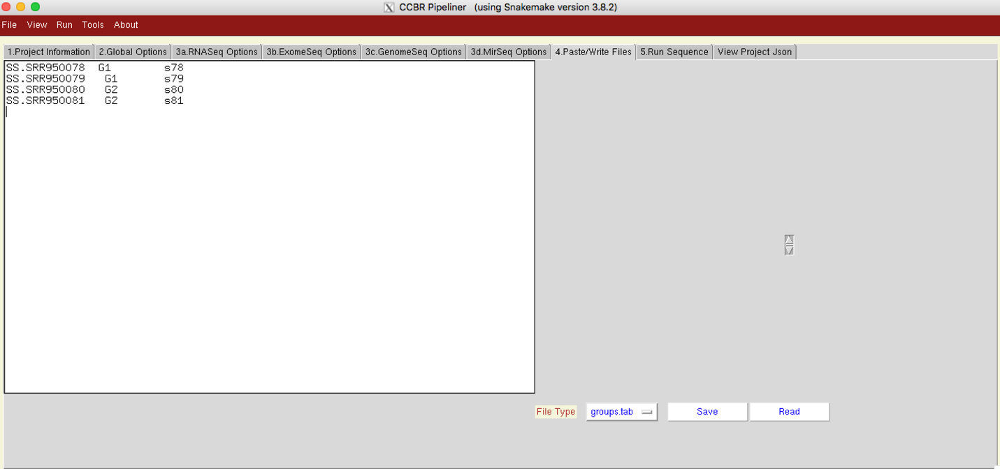 CCBR Pipeliner (using Snakemake version 3.8.2)
File View Run Tools About
1.Project Information 2.Global Options 3a.RNASeq Options 3b.ExomeSeq Options 3c.GenomeSeq Options 3d.MirSeq Options 4.Paste/Write Files 5.Run Sequence View Project Json
SS.SRR950078 G1 s78
SS.SRR950079 G1 s79
SS.SRR950080 G2 s80
SS.SRR950081 G2 s81
File Type groups.tab Save Read